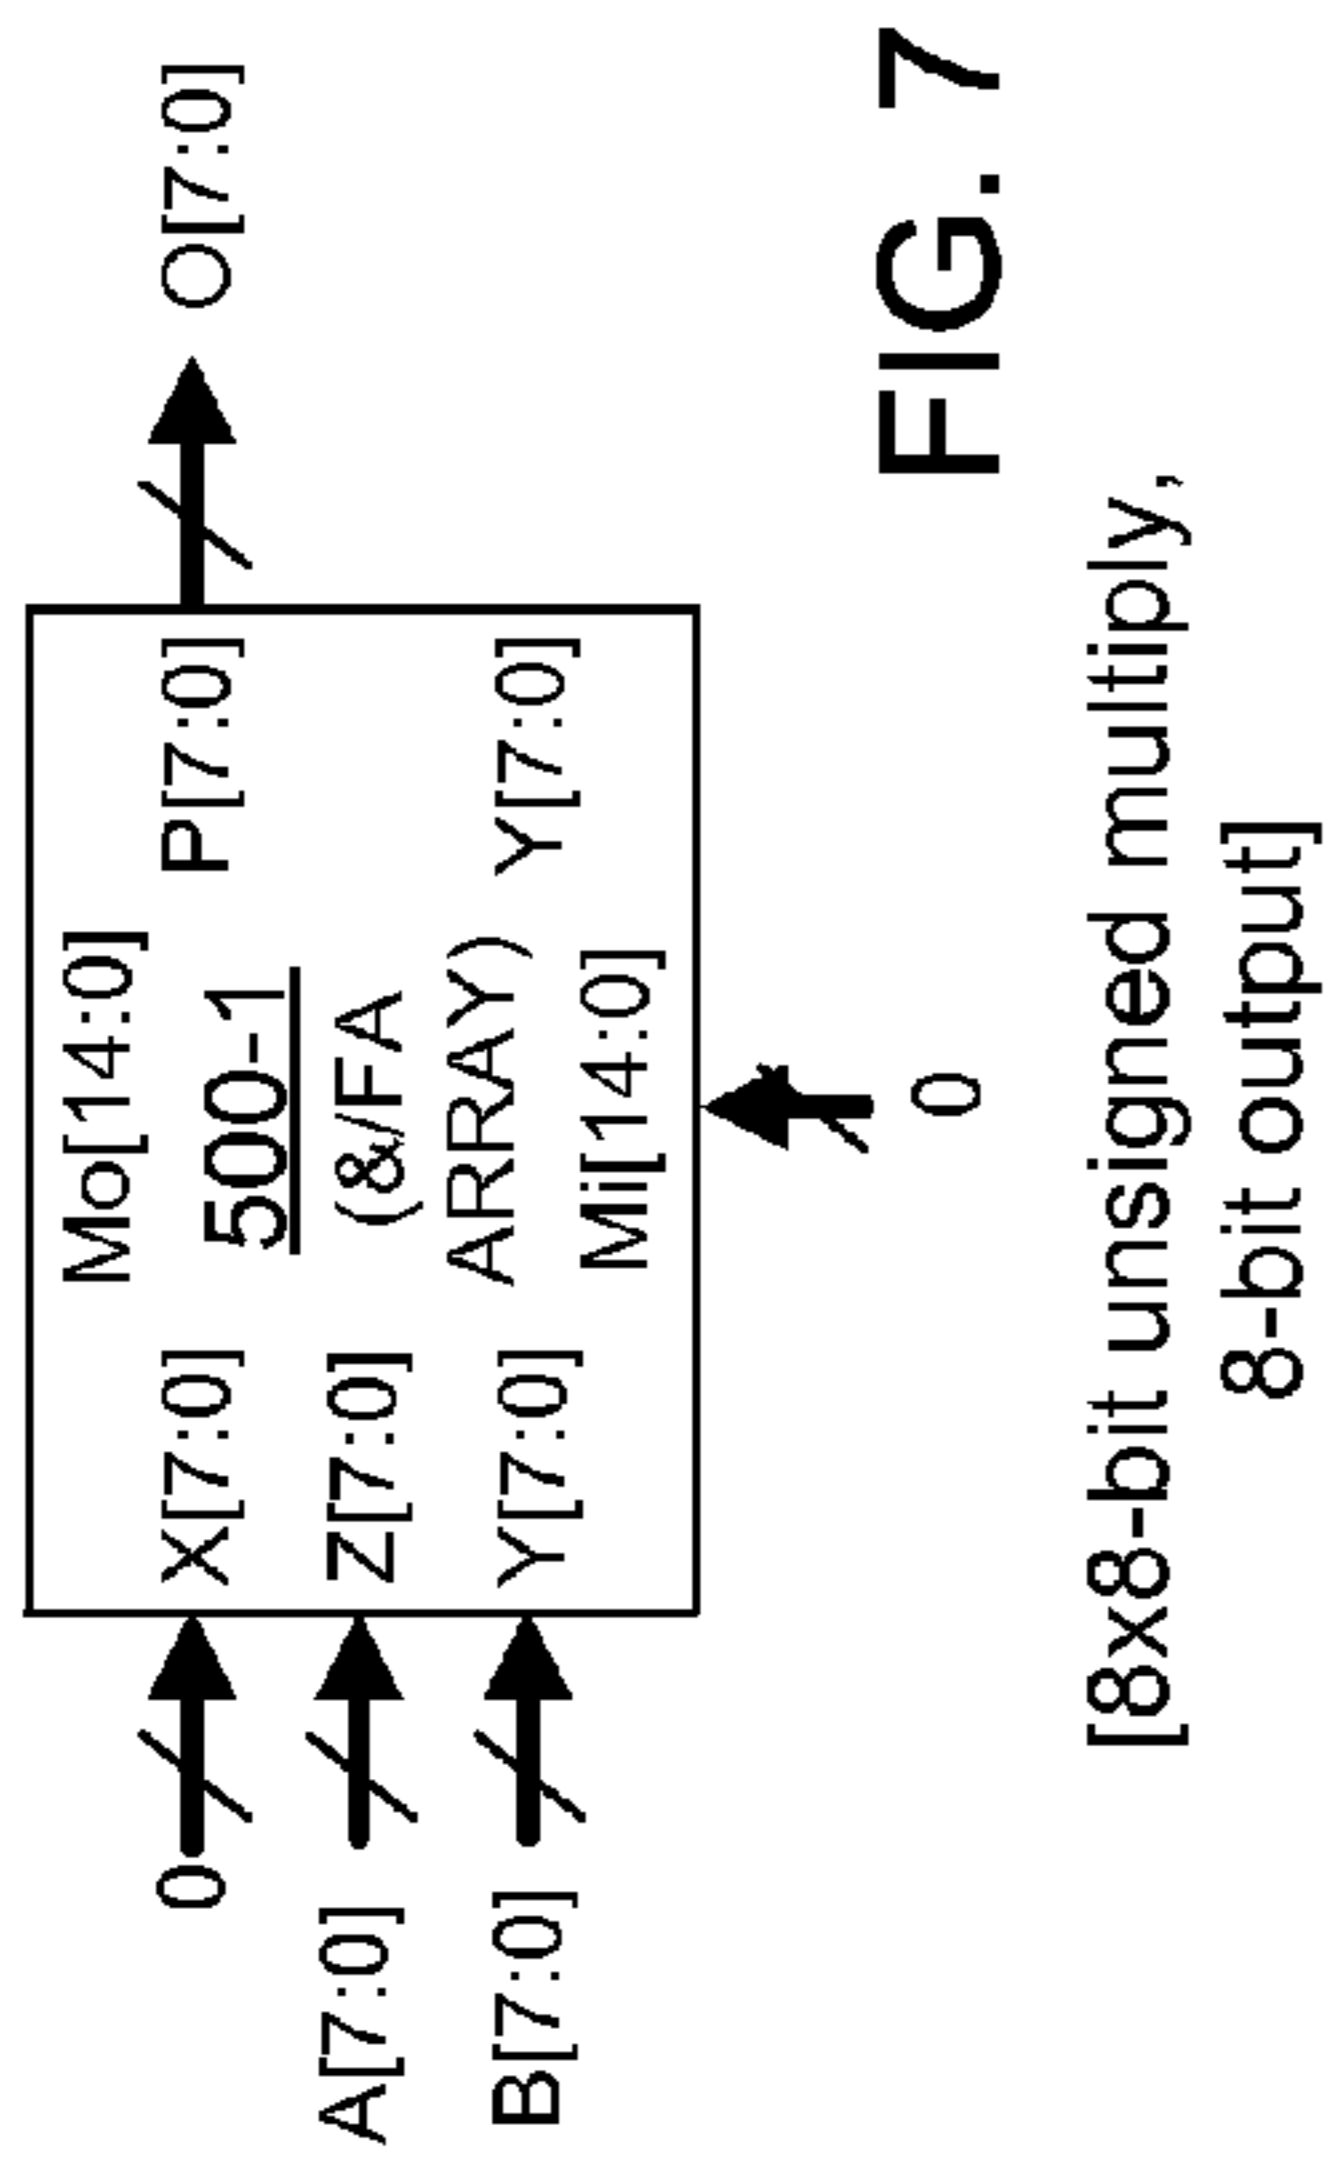 Mo[14:0]
0 X[7:0] 500-1 P[7:0] O[7:0]
A[7:0] Z[7:0] (&/FA
B[7:0] Y[7:0] ARRAY) Y[7:0]
Mi[14:0]
0
FIG. 7
[8x8-bit unsigned multiply,
8-bit output]